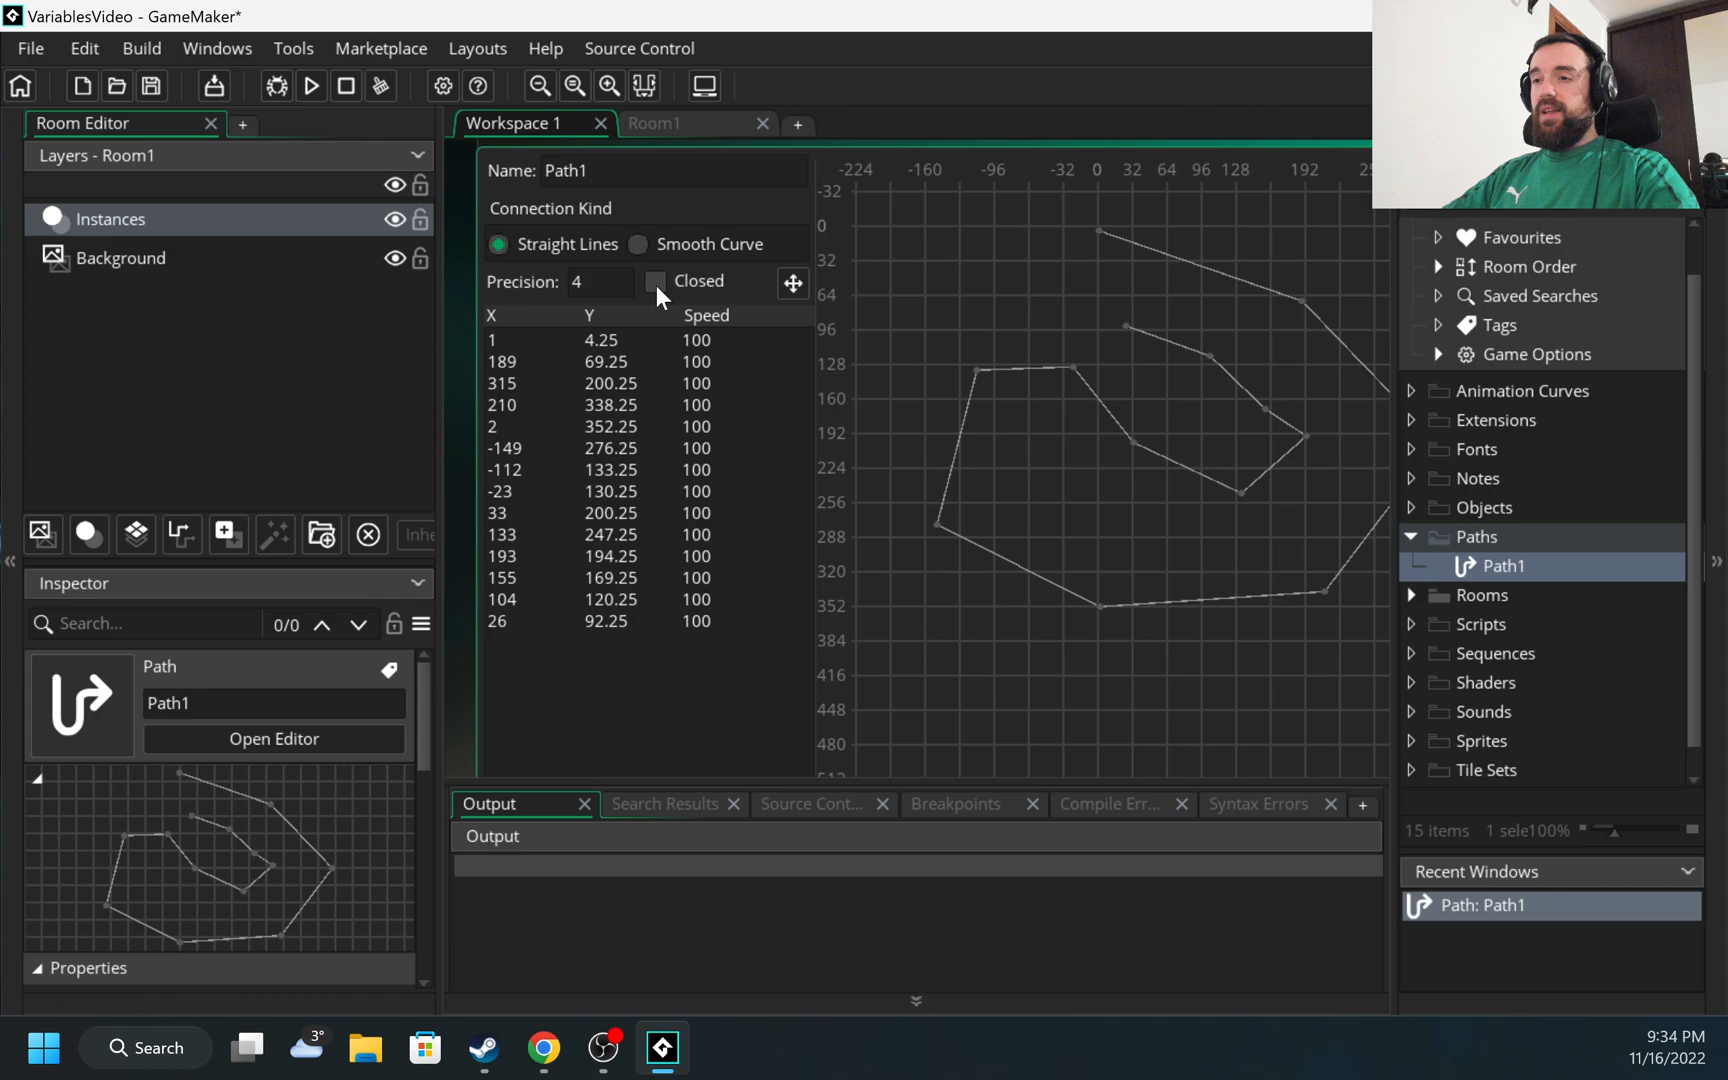 VariablesVideo - GameMaker*
File Edit Build Windows Tools Marketplace Layouts Help Source Control
Room Editor
Workspace 1
Room1
Layers - Room1
Instances
Background
Name: Path1
Connection Kind
Straight Lines
Smooth Curve
Precision: 4
Closed
X Y Speed
1 4.25 100
189 69.25 100
315 200.25 100
210 338.25 100
2 352.25 100
-149 276.25 100
-112 133.25 100
-23 130.25 100
33 200.25 100
133 247.25 100
193 194.25 100
155 169.25 100
104 120.25 100
26 92.25 100
-224 -160 -96 -32 0 32 64 96 128 192
-32
0
32
64
96
128
160
192
224
256
288
320
352
384
416
448
480
Inhe
Inspector
Search...
0/0
Path
Path1
Open Editor
Properties
Output
Search Results
Source Cont...
Breakpoints
Compile Err...
Syntax Errors
Output
Favourites
Room Order
Saved Searches
Tags
Game Options
Animation Curves
Extensions
Fonts
Notes
Objects
Paths
Path1
Rooms
Scripts
Sequences
Shaders
Sounds
Sprites
Tile Sets
15 items 1 sele100%
Recent Windows
Path: Path1
3°
Search
9:34 PM
11/16/2022